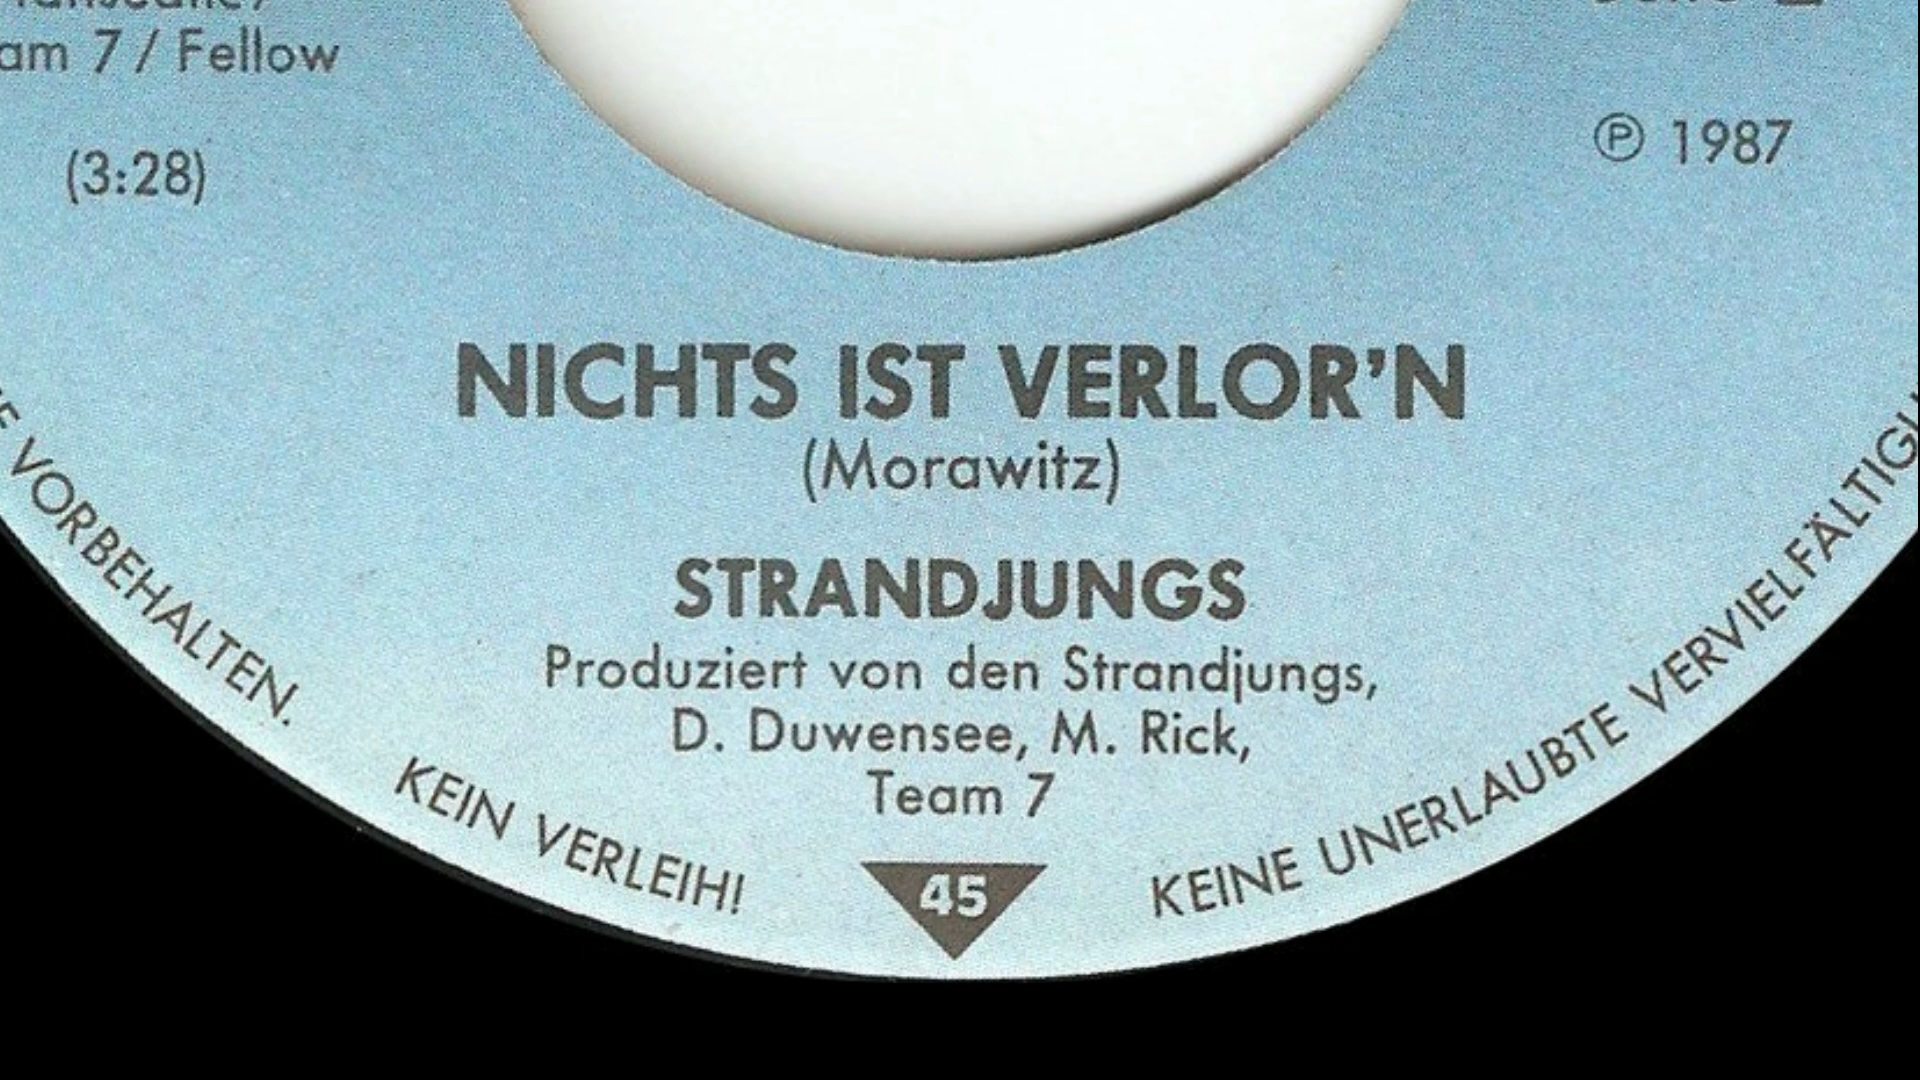 am 7 / Fellow
(3:28)
℗ 1987
NICHTS IST VERLOR'N
(Morawitz)
STRANDJUNGS
Produziert von den Strandjungs,
D. Duwensee, M. Rick,
Team 7
VORBEHALTEN.
KEIN VERLEIH!
45
KEINE UNERLAUBTE